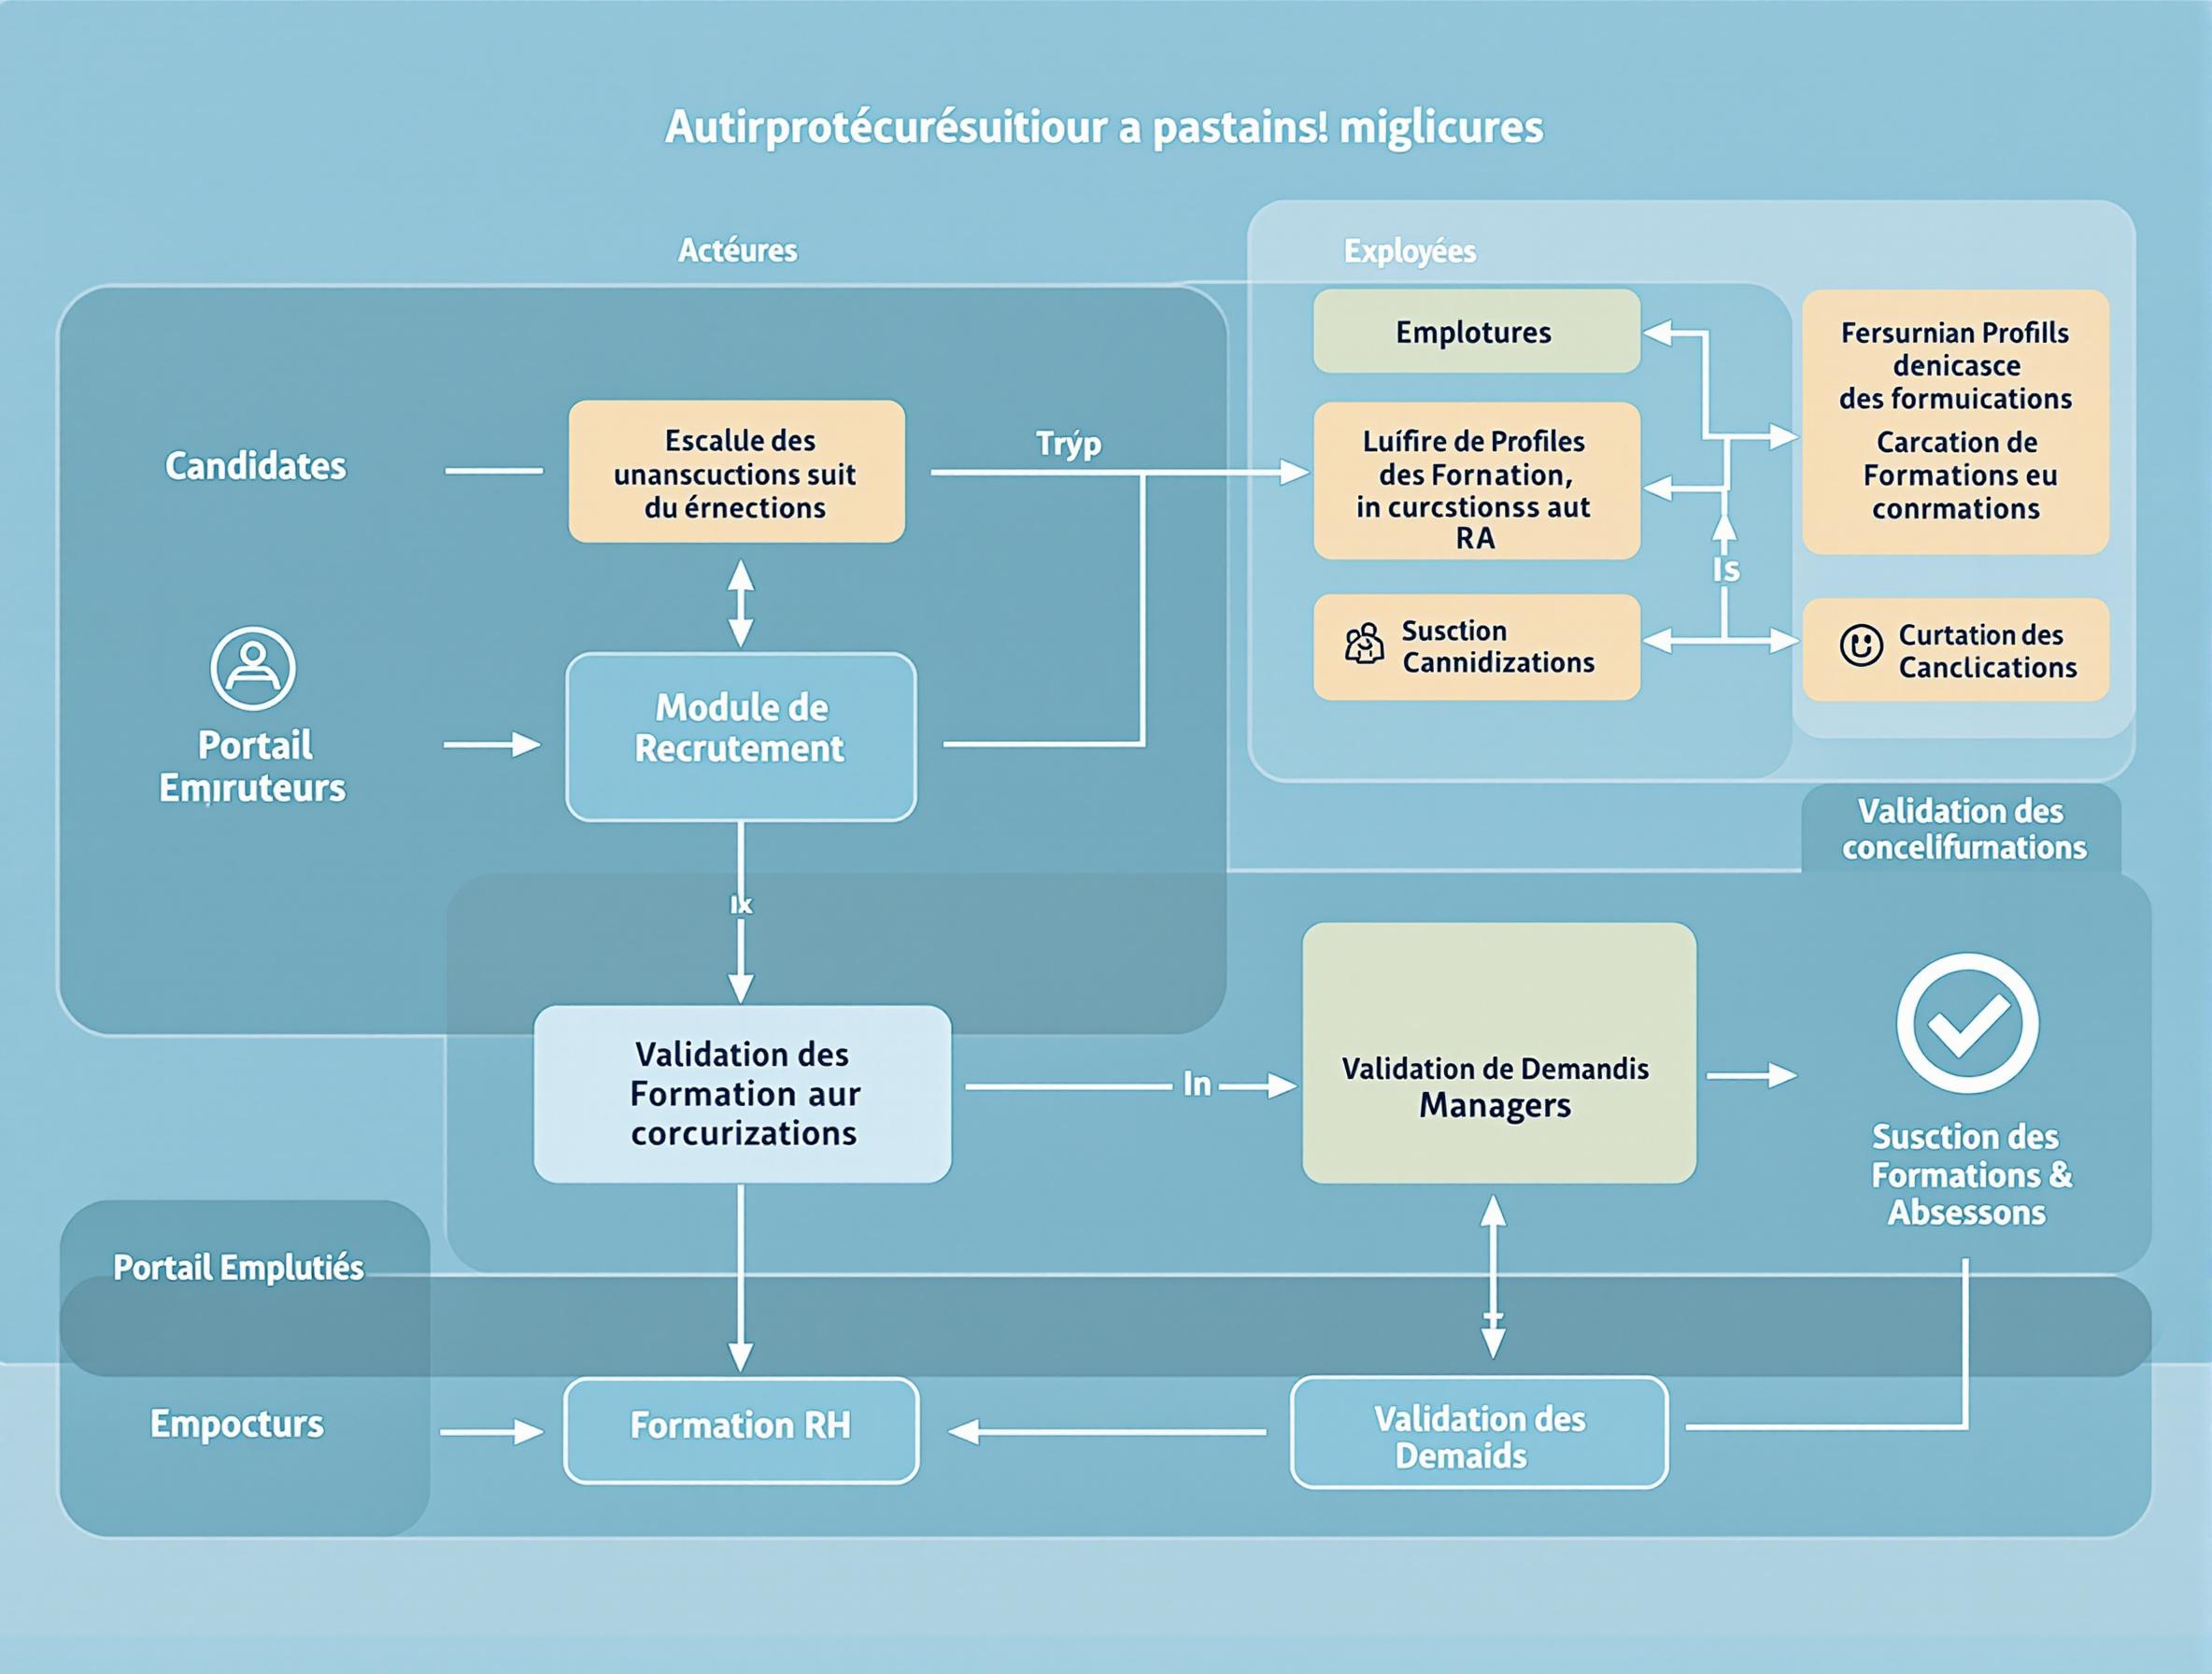 Autirprotécurésuitiour a pastains! miglicures
Actéures
Exployées
Candidates
Escalule des
unanscuctions suit
du érnections
Trýp
Emplotures
Luífire de Profiles
des Fornation,
in curcstionss aut
RA
Fersurnian Profills
denicasce
des formuications
Carcation de
Formations eu
conrmations
Is
Susction
Cannidizations
Curtation des
Canclications
Portail
Emiruteurs
Module de
Recrutement
Ix
Validation des
concelifurnations
Validation des
Formation aur
corcurizations
In
Validation de Demandis
Managers
Susction des
Formations &
Absessons
Portail Emplutiés
Empocturs
Formation RH
Validation des
Demaids